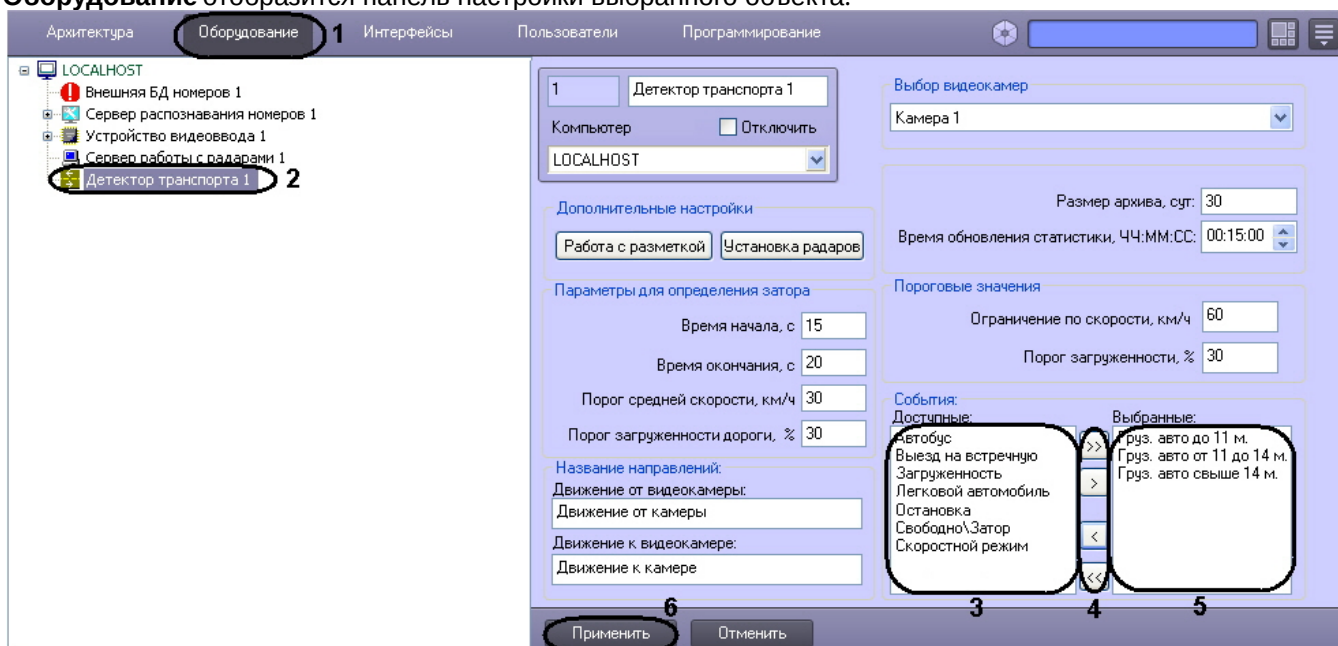 Оборудование отобразится панель настройки выбранного объекта.
Архитектура Оборудование 1 Интерфейсы Пользователи Программирование
LOCALHOST
Внешняя БД номеров 1
Сервер распознавания номеров 1
Устройство видеоввода 1
Сервер работы с радарами 1
Детектор транспорта 1 2
1 Детектор транспорта 1
Компьютер Отключить
LOCALHOST
Дополнительные настройки
Работа с разметкой Установка радаров
Параметры для определения затора
Время начала, с 15
Время окончания, с 20
Порог средней скорости, км/ч 30
Порог загруженности дороги, % 30
Название направлений:
Движение от видеокамеры:
Движение от камеры
Движение к видеокамере:
Движение к камере
Выбор видеокамер
Камера 1
Размер архива, сут: 30
Время обновления статистики, ЧЧ:ММ:СС: 00:15:00
Пороговые значения
Ограничение по скорости, км/ч 60
Порог загруженности, % 30
События:
Доступные: Выбранные:
Автобус
Выезд на встречную
Загруженность
Легковой автомобиль
Остановка
Свободно\Затор
Скоростной режим
>>
>
<
<<
Груз. авто до 11 м.
Груз. авто от 11 до 14 м.
Груз. авто свыше 14 м.
3 4 5
6
Применить Отменить